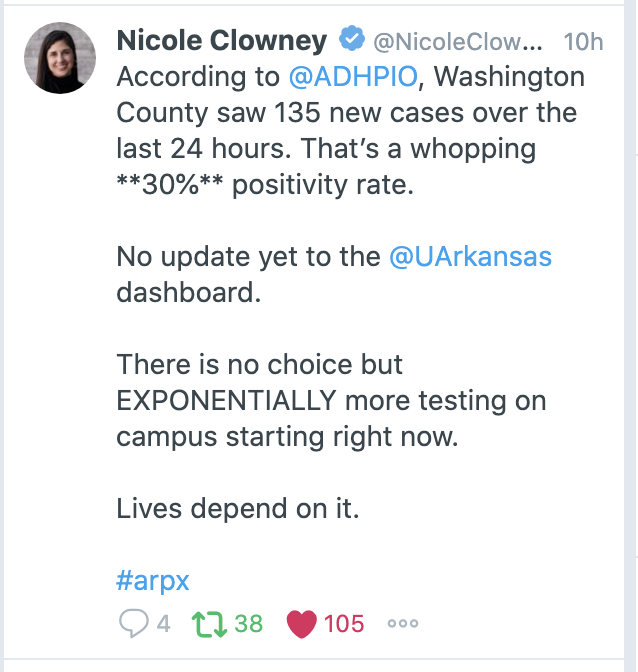 Nicole Clowney @NicoleClow... 10h
According to @ADHPIO, Washington
County saw 135 new cases over the
last 24 hours. That’s a whopping
**30%** positivity rate.
No update yet to the @UArkansas
dashboard.
There is no choice but
EXPONENTIALLY more testing on
campus starting right now.
Lives depend on it.
#arpx
4 38 105